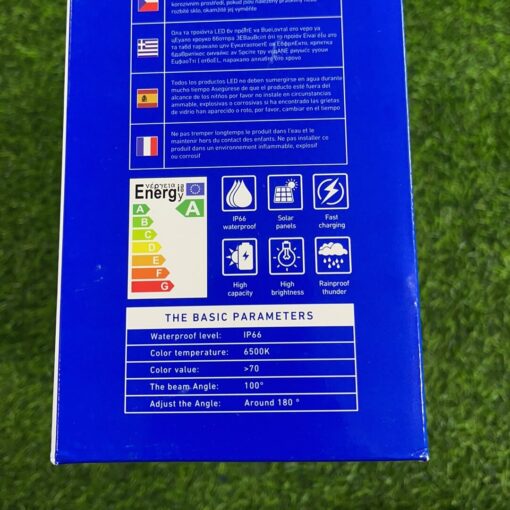 korozivním prostředí, pokud jsou nalezeny praskliny nebo
rozbité sklo, okamžitě jej vyměňte
Todos los productos LED no deben sumergirse en agua durante
mucho tiempo Asegúrese de que el producto esté fuera del
alcance de los niños por favor no instale en circunstancias
ammable, explosivas o corrosivas si ha encontrado las grietas
de vidrio han sparecido o roto, por favor, cambiar en el tiempo
Ne pas tremper longtemps le produit dans l'eau et le
maintenir hors du contact des enfants. Ne pas installer ce
produit dans un environnement inflammable, explosif
ou corrosif
Energy
A
B
C
D
E
F
G
A
IP66
waterproof
Solar
panels
Fast
charging
High
capacity
High
brightness
Rainproof
thunder
THE BASIC PARAMETERS
Waterproof level: IP66
Color temperature: 6500K
Color value: >70
The beam Angle: 100°
Adjust the Angle: Around 180 °